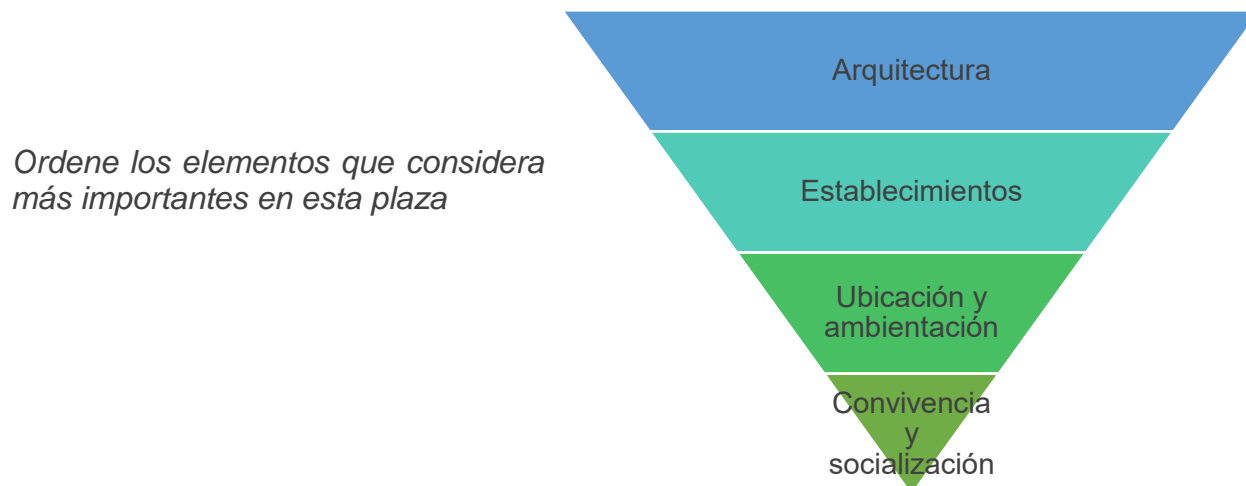 Ordene los elementos que considera
más importantes en esta plaza
Arquitectura
Establecimientos
Ubicación y
ambientación
Convivencia
y
socialización